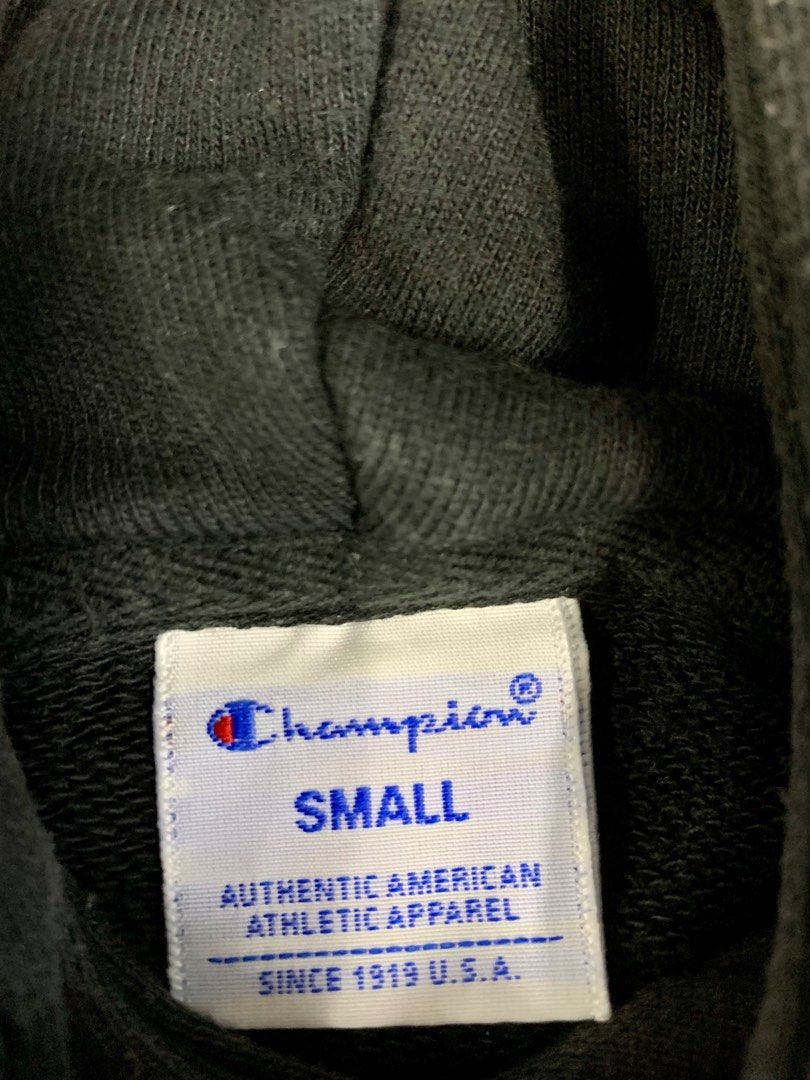 Champion®
SMALL
AUTHENTIC AMERICAN
ATHLETIC APPAREL
SINCE 1919 U.S.A.